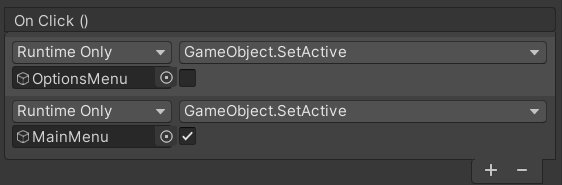 On Click ()
Runtime Only GameObject.SetActive
OptionsMenu
Runtime Only GameObject.SetActive
MainMenu